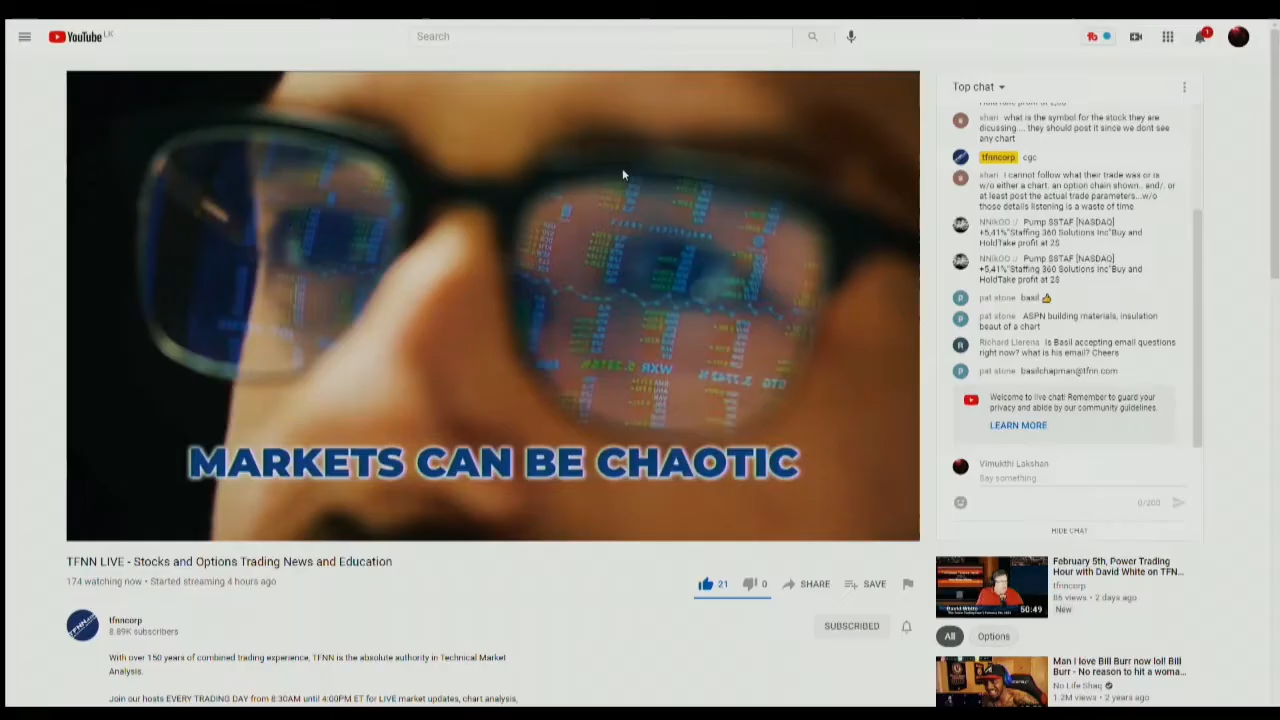 YouTube LK
Search
1
Top chat
shari what is the symbol for the stock they are
dicussing.... they should post it since we dont see
any chart
tfnncorp cgc
shari I cannot follow what their trade was or is
w/o either a chart. an option chain shown.. and/. or
at least post the actual trade parameters...w/o
those details listening is a waste of time
NNikOO :/ Pump $STAF [NASDAQ]
+5,41%"Staffing 360 Solutions Inc"Buy and
HoldTake profit at 2$
NNikOO :/ Pump $STAF [NASDAQ]
+5,41%"Staffing 360 Solutions Inc"Buy and
HoldTake profit at 2$
pat stone basil 👍
pat stone ASPN building materials, insulation
beaut of a chart
Richard Llerena Is Basil accepting email questions
right now? what is his email? Cheers
pat stone basilchapman@tfnn.com
Welcome to live chat! Remember to guard your
privacy and abide by our community guidelines.
LEARN MORE
Vimukthi Lakshan
Say something...
0/200
HIDE CHAT
MARKETS CAN BE CHAOTIC
TFNN LIVE - Stocks and Options Trading News and Education
174 watching now • Started streaming 4 hours ago
21
0
SHARE
SAVE
tfnncorp
8.89K subscribers
SUBSCRIBED
With over 150 years of combined trading experience, TFNN is the absolute authority in Technical Market
Analysis.
Join our hosts EVERY TRADING DAY from 8:30AM until 4:00PM ET for LIVE market updates, chart analysis,
February 5th, Power Trading
Hour with David White on TFN...
tfnncorp
86 views • 2 days ago
New
David White
50:49
All
Options
Man I love Bill Burr now lol! Bill
Burr - No reason to hit a woma...
No Life Shaq
1.2M views • 2 years ago